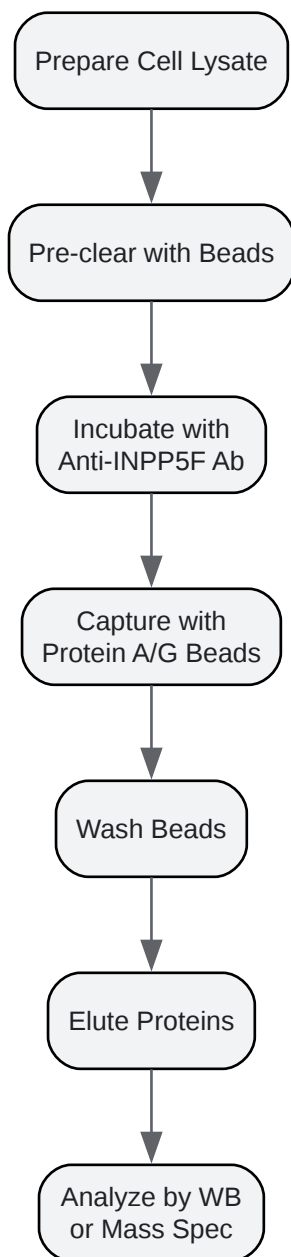 Prepare Cell Lysate
Pre-clear with Beads
Incubate with
Anti-INPP5F Ab
Capture with
Protein A/G Beads
Wash Beads
Elute Proteins
Analyze by WB
or Mass Spec